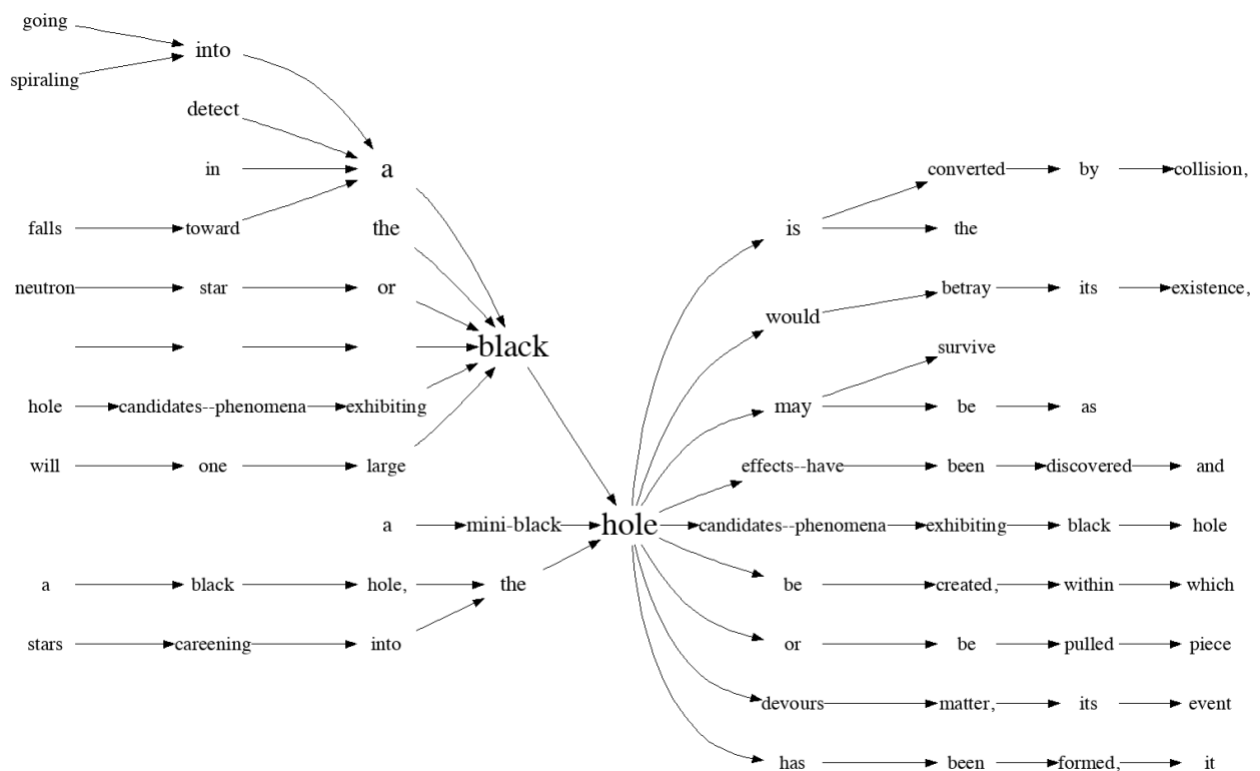 going
into
spiraling
detect
in a converted by collision,
falls toward the is the
neutron star or betray its existence,
would
black survive
hole candidates--phenomena exhibiting may be as
will one large effects--have been discovered and
a mini-black hole candidates--phenomena exhibiting black hole
a black hole, the be created, within which
stars careening into or be pulled piece
devours matter, its event
has been formed, it